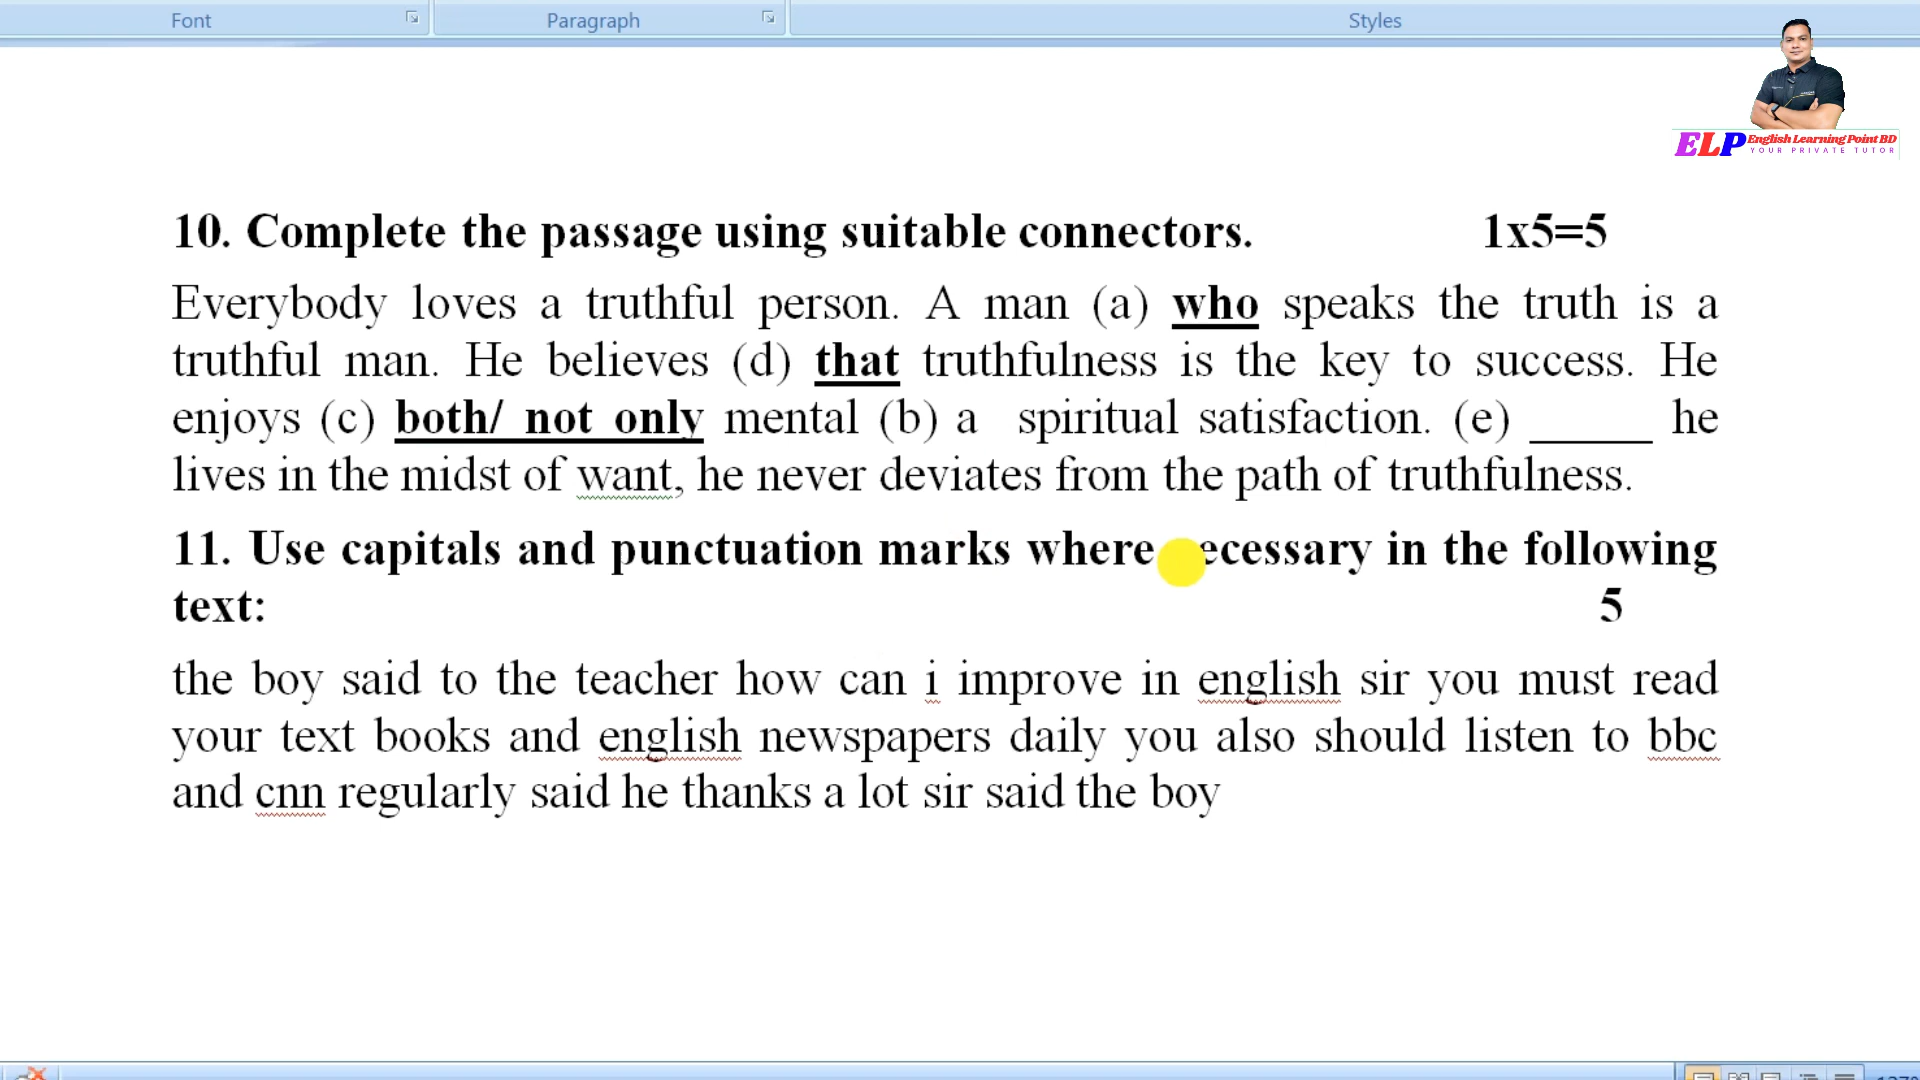 Font Paragraph Styles
ELP English Learning Point BD
YOUR PRIVATE TUTOR
10. Complete the passage using suitable connectors. 1x5=5
Everybody loves a truthful person. A man (a) who speaks the truth is a
truthful man. He believes (d) that truthfulness is the key to success. He
enjoys (c) both/ not only mental (b) a spiritual satisfaction. (e) _____ he
lives in the midst of want, he never deviates from the path of truthfulness.
11. Use capitals and punctuation marks where ecessary in the following
text: 5
the boy said to the teacher how can i improve in english sir you must read
your text books and english newspapers daily you also should listen to bbc
and cnn regularly said he thanks a lot sir said the boy